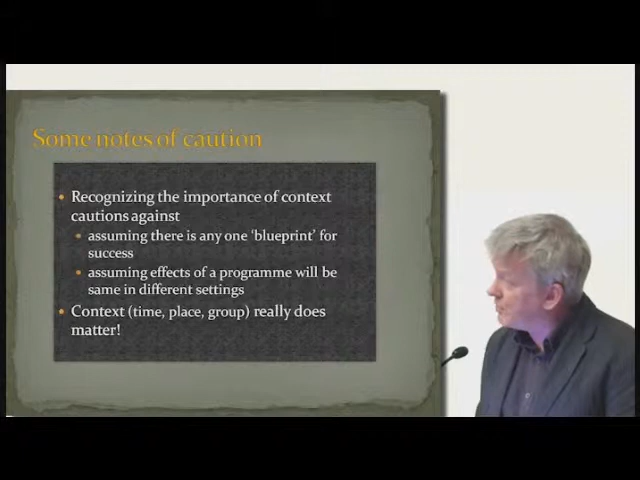 Some notes of caution
Recognizing the importance of context
cautions against
assuming there is any one 'blueprint' for
success
assuming effects of a programme will be
same in different settings
Context (time, place, group) really does
matter!